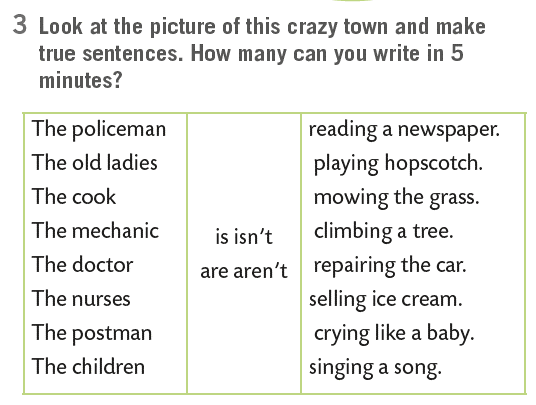 3 Look at the picture of this crazy town and make
true sentences. How many can you write in 5
minutes?
The policeman
The old ladies
The cook
The mechanic
The doctor
The nurses
The postman
The children
is isn't
are aren't
reading a newspaper.
playing hopscotch.
mowing the grass.
climbing a tree.
repairing the car.
selling ice cream.
crying like a baby.
singing a song.